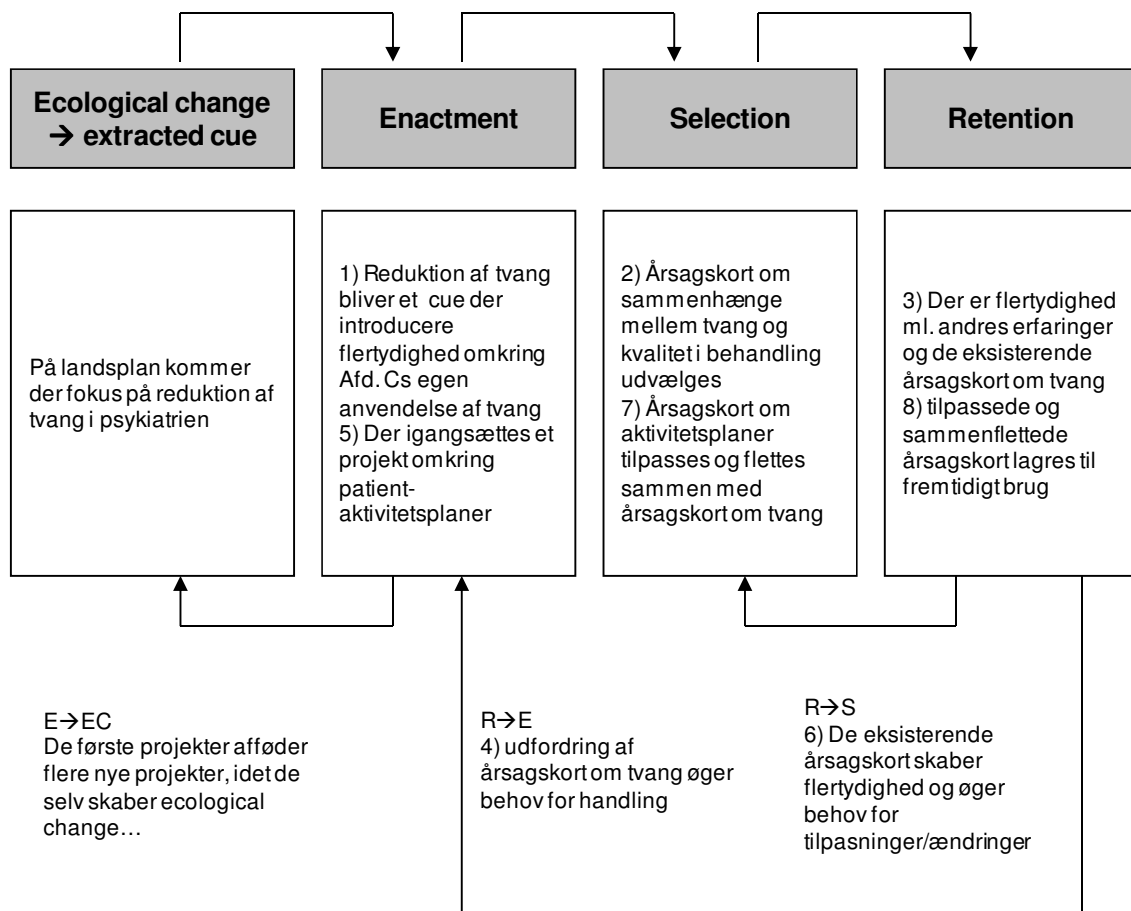 Ecological change
→ extracted cue
Enactment
Selection
Retention
På landsplan kommer
der fokus på reduktion af
tvang i psykiatrien
1) Reduktion af tvang
bliver et cue der
introducere
flertydighed omkring
Afd. Cs egen
anvendelse af tvang
5) Der igangsættes et
projekt omkring
patient-
aktivitetsplaner
2) Årsagskort om
sammenhænge
mellem tvang og
kvalitet i behandling
udvælges
7) Årsagskort om
aktivitetsplaner
tilpasses og flettes
sammen med
årsagskort om tvang
3) Der er flertydighed
ml. andres erfaringer
og de eksisterende
årsagskort om tvang
8) tilpassede og
sammenflettede
årsagskort lagres til
fremtidigt brug
E→EC
De første projekter afføder
flere nye projekter, idet de
selv skaber ecological
change…
R→E
4) udfordring af
årsagskort om tvang øger
behov for handling
R→S
6) De eksisterende
årsagskort skaber
flertydighed og øger
behov for
tilpasninger/ændringer